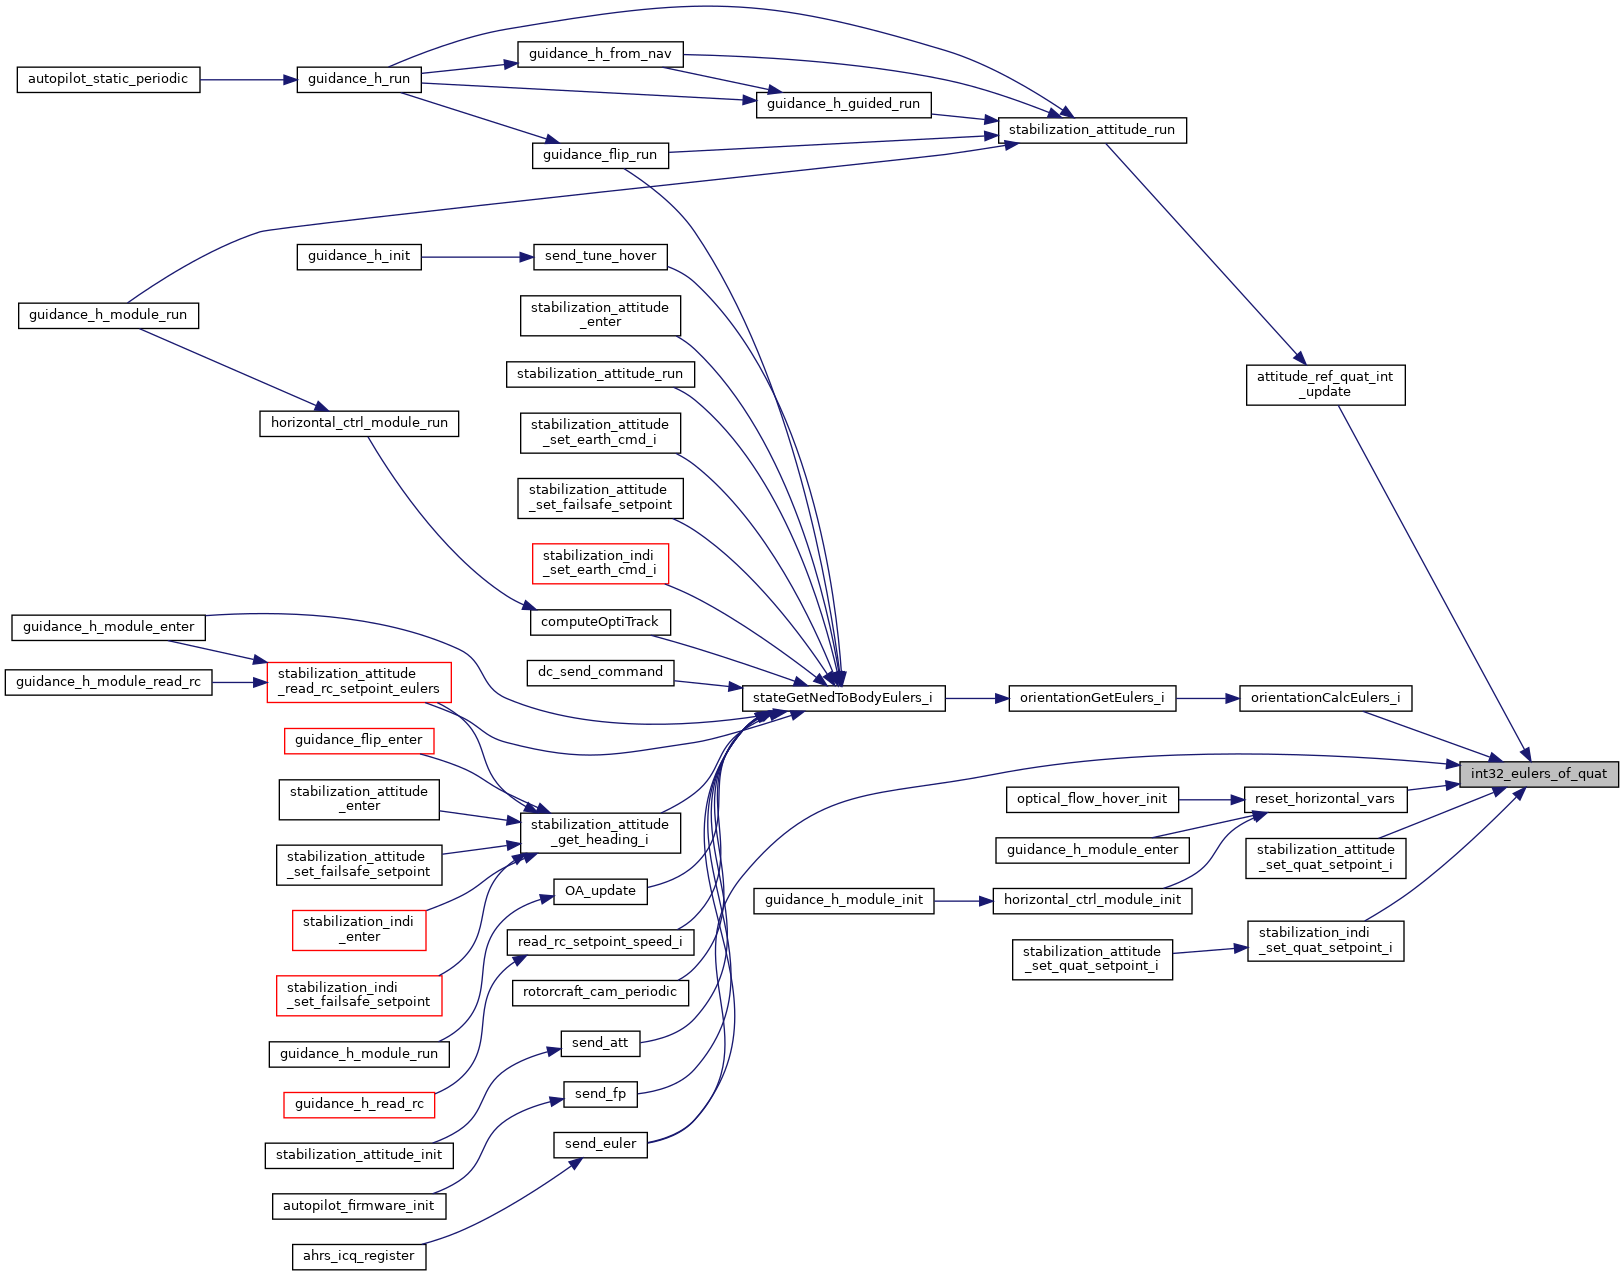 autopilot_static_periodic
guidance_h_run
guidance_h_from_nav
guidance_h_guided_run
stabilization_attitude_run
guidance_flip_run
guidance_h_init
send_tune_hover
guidance_h_module_run
stabilization_attitude
_enter
stabilization_attitude_run
attitude_ref_quat_int
_update
horizontal_ctrl_module_run
stabilization_attitude
_set_earth_cmd_i
stabilization_attitude
_set_failsafe_setpoint
stabilization_indi
_set_earth_cmd_i
guidance_h_module_enter
computeOptiTrack
guidance_h_module_read_rc
stabilization_attitude
_read_rc_setpoint_eulers
dc_send_command
stateGetNedToBodyEulers_i
orientationGetEulers_i
orientationCalcEulers_i
guidance_flip_enter
int32_eulers_of_quat
stabilization_attitude
_enter
optical_flow_hover_init
reset_horizontal_vars
stabilization_attitude
_get_heading_i
guidance_h_module_enter
stabilization_attitude
_set_quat_setpoint_i
stabilization_attitude
_set_failsafe_setpoint
OA_update
guidance_h_module_init
horizontal_ctrl_module_init
stabilization_indi
_enter
read_rc_setpoint_speed_i
stabilization_indi
_set_quat_setpoint_i
stabilization_attitude
_set_quat_setpoint_i
stabilization_indi
_set_failsafe_setpoint
rotorcraft_cam_periodic
guidance_h_module_run
send_att
guidance_h_read_rc
send_fp
stabilization_attitude_init
send_euler
autopilot_firmware_init
ahrs_icq_register